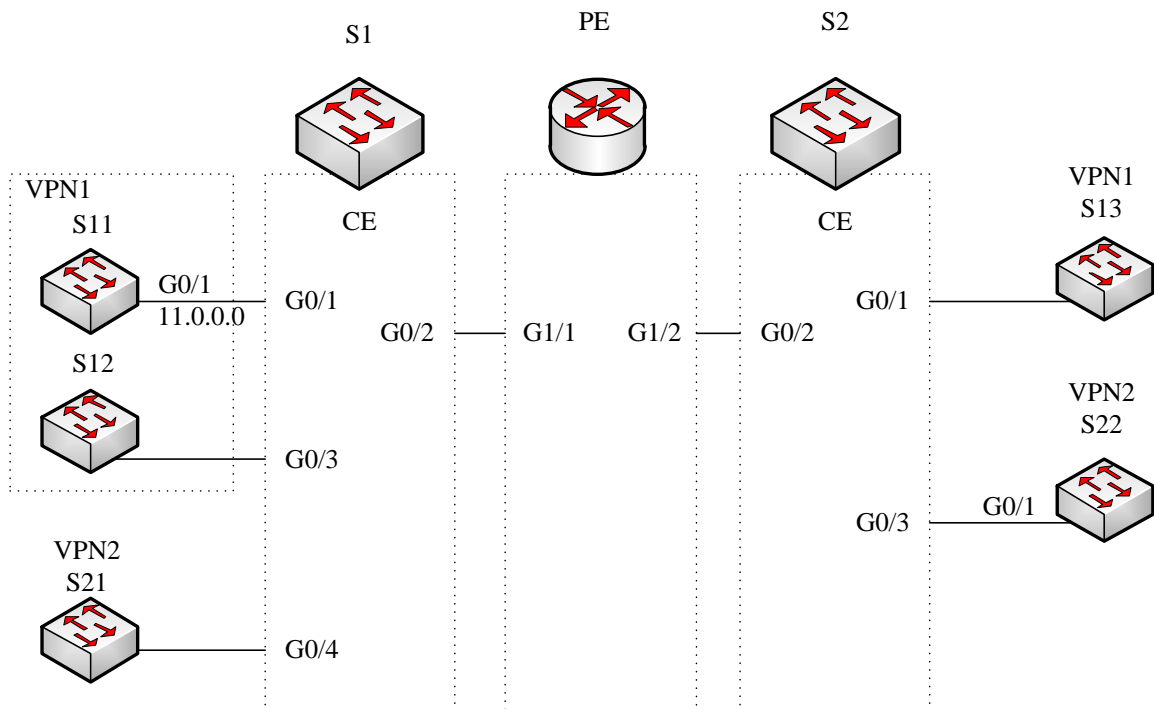 S1
PE
S2
VPN1
S11
G0/1
11.0.0.0
S12
VPN2
S21
CE
G0/1
G0/2
G0/3
G0/4
G1/1
G1/2
CE
G0/1
G0/2
G0/3
VPN1
S13
VPN2
S22
G0/1